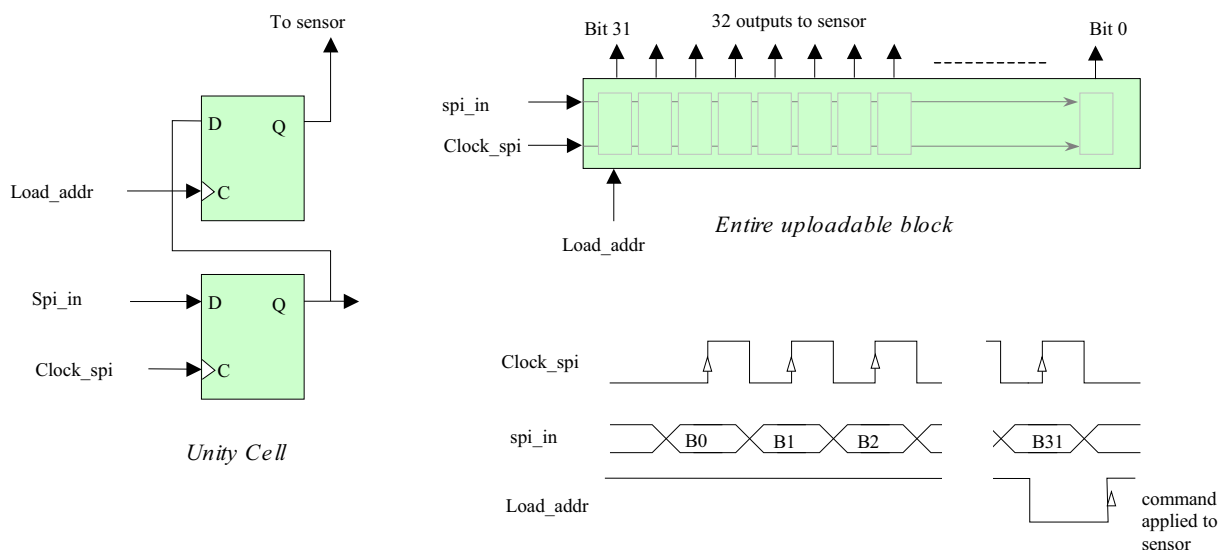 To sensor
D Q
Load_addr
C
Spi_in
D Q
Clock_spi
C
Unity Cell
Bit 31
32 outputs to sensor
Bit 0
spi_in
Clock_spi
Load_addr
Entire uploadable block
Clock_spi
spi_in
B0 B1 B2 B31
Load_addr
command
applied to
sensor